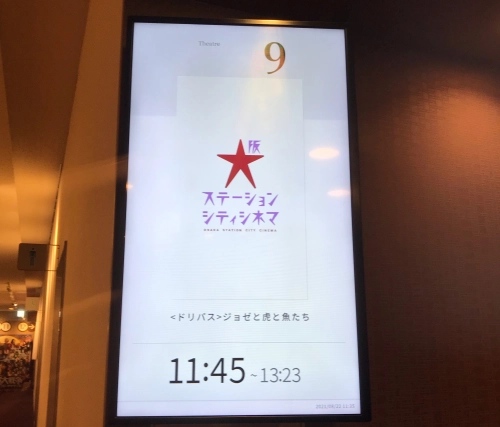 Theatre
9
大阪
ステーション
シティシネマ
OSAKA STATION CITY CINEMA
<ドリパス>ジョゼと虎と魚たち
11:45 ~ 13:23